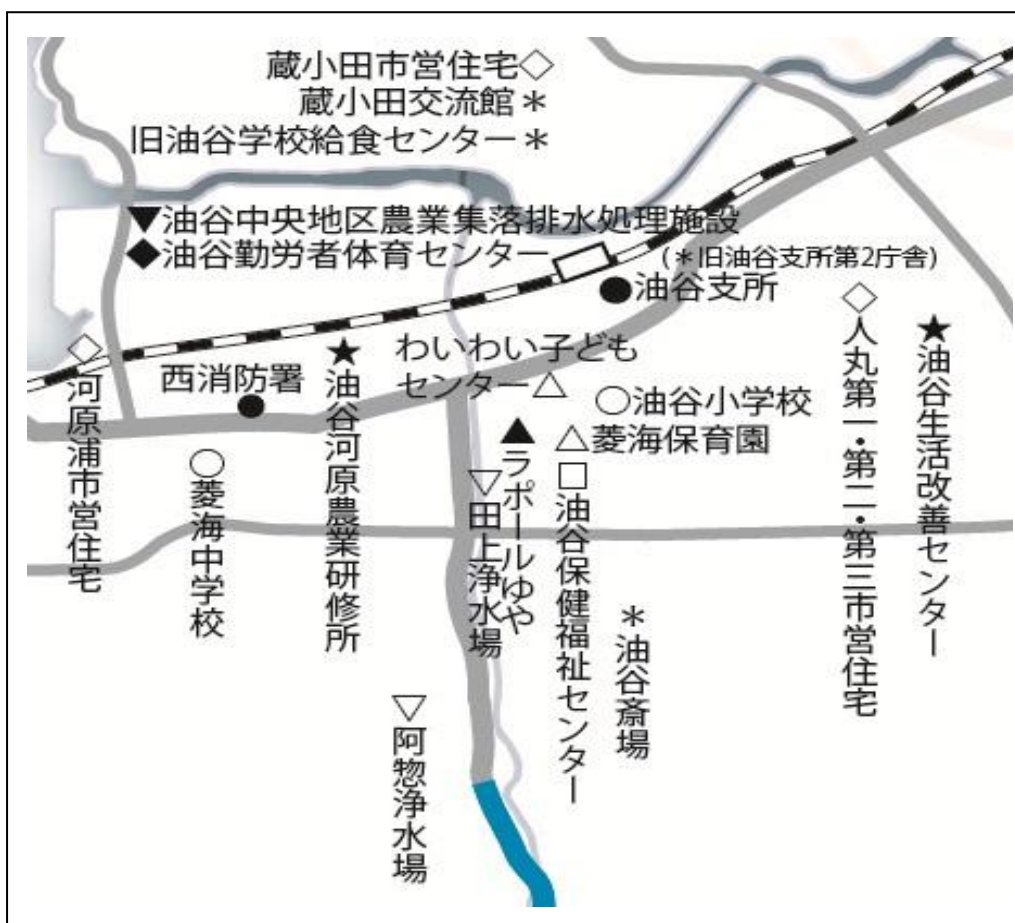 蔵小田市営住宅◇
蔵小田交流館＊
旧油谷学校給食センター＊
▼油谷中央地区農業集落排水処理施設
◆油谷勤労者体育センター
(＊旧油谷支所第2庁舎)
●油谷支所
◇河原浦市営住宅
西消防署
●
★油谷河原農業研修所
わいわい子ども
センター△
○油谷小学校
△菱海保育園
◇人丸第一・第二・第三市営住宅
★油谷生活改善センター
○菱海中学校
▽田上浄水場
▲ラポールゆや
□油谷保健福祉センター
＊油谷斎場
▽阿惣浄水場